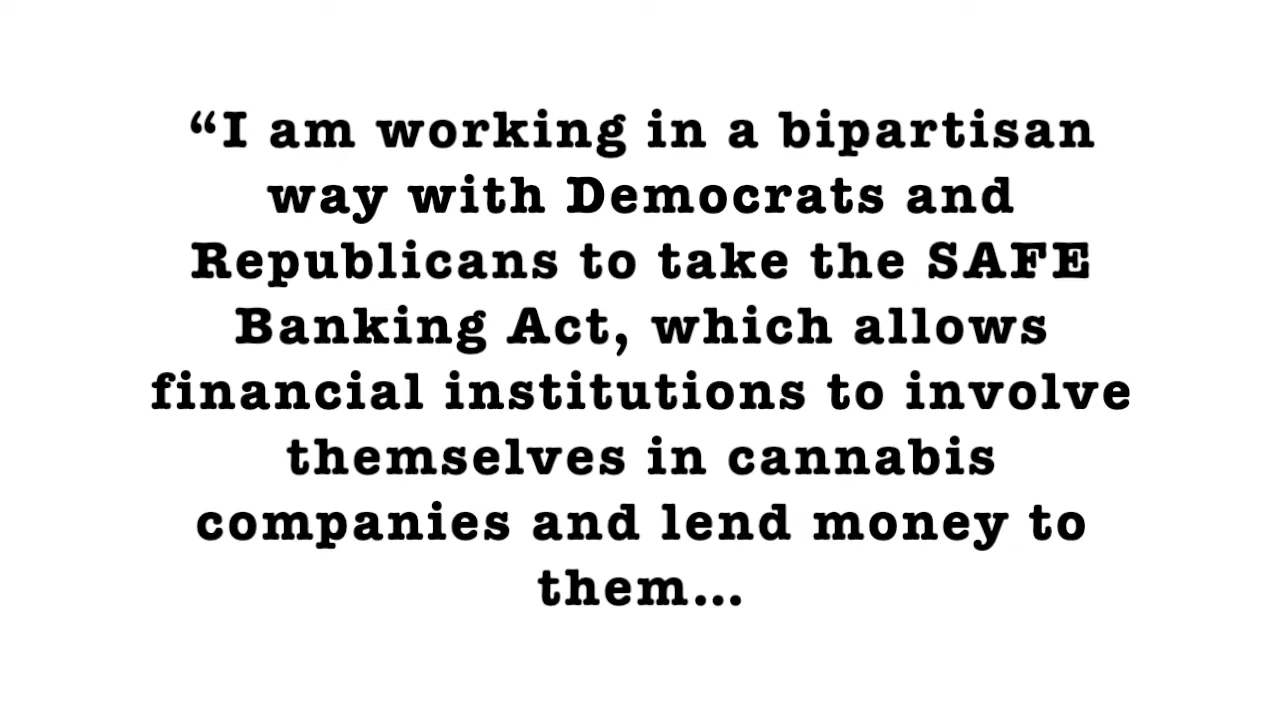 “I am working in a bipartisan
way with Democrats and
Republicans to take the SAFE
Banking Act, which allows
financial institutions to involve
themselves in cannabis
companies and lend money to
them...